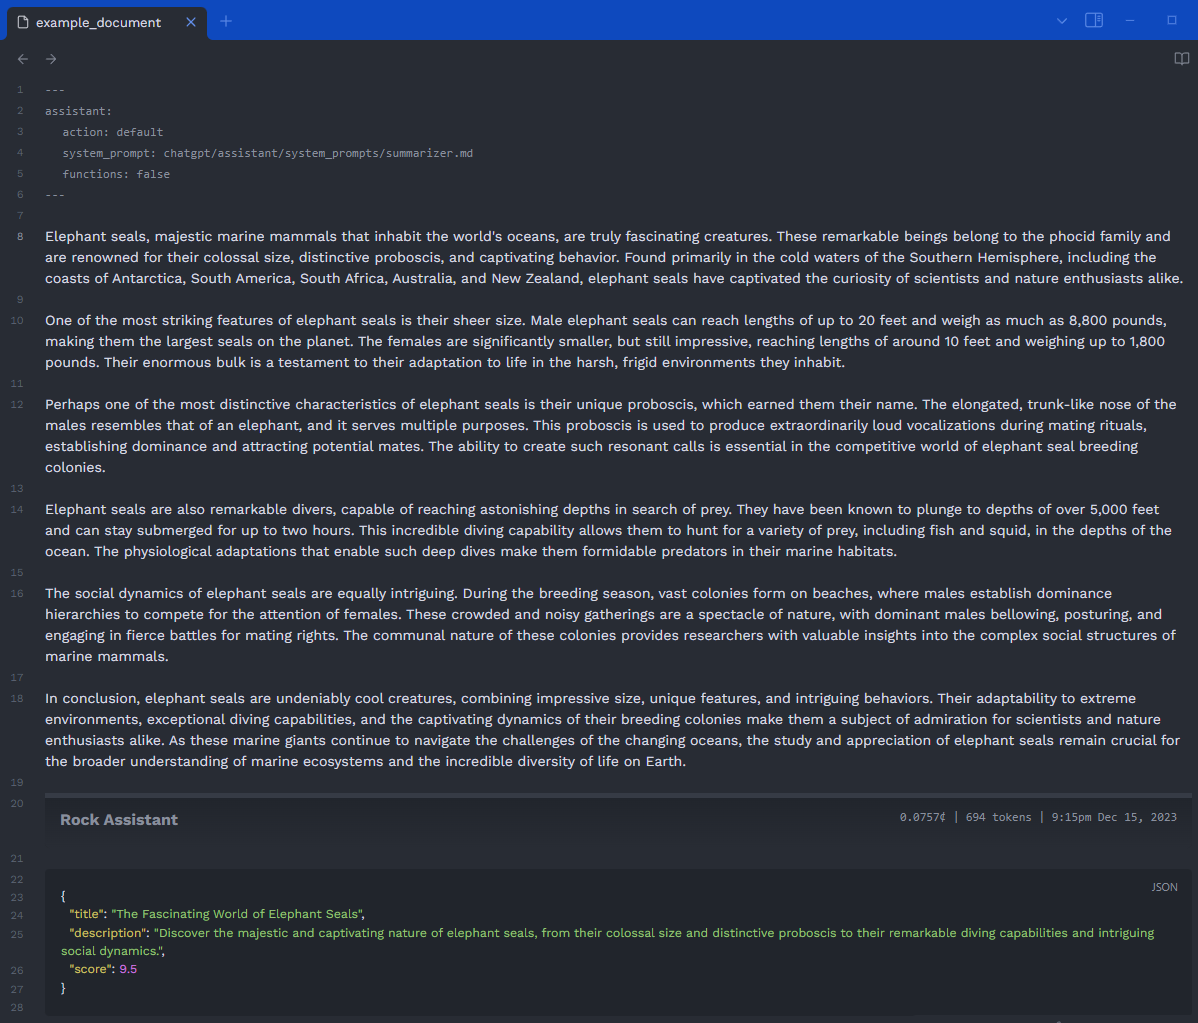 example_document
1 ---
2 assistant:
3 action: default
4 system_prompt: chatgpt/assistant/system_prompts/summarizer.md
5 functions: false
6 ---
7
8 Elephant seals, majestic marine mammals that inhabit the world's oceans, are truly fascinating creatures. These remarkable beings belong to the phocid family and
are renowned for their colossal size, distinctive proboscis, and captivating behavior. Found primarily in the cold waters of the Southern Hemisphere, including the
coasts of Antarctica, South America, South Africa, Australia, and New Zealand, elephant seals have captivated the curiosity of scientists and nature enthusiasts alike.
9
10 One of the most striking features of elephant seals is their sheer size. Male elephant seals can reach lengths of up to 20 feet and weigh as much as 8,800 pounds,
making them the largest seals on the planet. The females are significantly smaller, but still impressive, reaching lengths of around 10 feet and weighing up to 1,800
pounds. Their enormous bulk is a testament to their adaptation to life in the harsh, frigid environments they inhabit.
11
12 Perhaps one of the most distinctive characteristics of elephant seals is their unique proboscis, which earned them their name. The elongated, trunk-like nose of the
males resembles that of an elephant, and it serves multiple purposes. This proboscis is used to produce extraordinarily loud vocalizations during mating rituals,
establishing dominance and attracting potential mates. The ability to create such resonant calls is essential in the competitive world of elephant seal breeding
colonies.
13
14 Elephant seals are also remarkable divers, capable of reaching astonishing depths in search of prey. They have been known to plunge to depths of over 5,000 feet
and can stay submerged for up to two hours. This incredible diving capability allows them to hunt for a variety of prey, including fish and squid, in the depths of the
ocean. The physiological adaptations that enable such deep dives make them formidable predators in their marine habitats.
15
16 The social dynamics of elephant seals are equally intriguing. During the breeding season, vast colonies form on beaches, where males establish dominance
hierarchies to compete for the attention of females. These crowded and noisy gatherings are a spectacle of nature, with dominant males bellowing, posturing, and
engaging in fierce battles for mating rights. The communal nature of these colonies provides researchers with valuable insights into the complex social structures of
marine mammals.
17
18 In conclusion, elephant seals are undeniably cool creatures, combining impressive size, unique features, and intriguing behaviors. Their adaptability to extreme
environments, exceptional diving capabilities, and the captivating dynamics of their breeding colonies make them a subject of admiration for scientists and nature
enthusiasts alike. As these marine giants continue to navigate the challenges of the changing oceans, the study and appreciation of elephant seals remain crucial for
the broader understanding of marine ecosystems and the incredible diversity of life on Earth.
19
20 Rock Assistant 0.0757¢ | 694 tokens | 9:15pm Dec 15, 2023
21
22 JSON
23 {
24 "title": "The Fascinating World of Elephant Seals",
25 "description": "Discover the majestic and captivating nature of elephant seals, from their colossal size and distinctive proboscis to their remarkable diving capabilities and intriguing
social dynamics.",
26 "score": 9.5
27 }
28